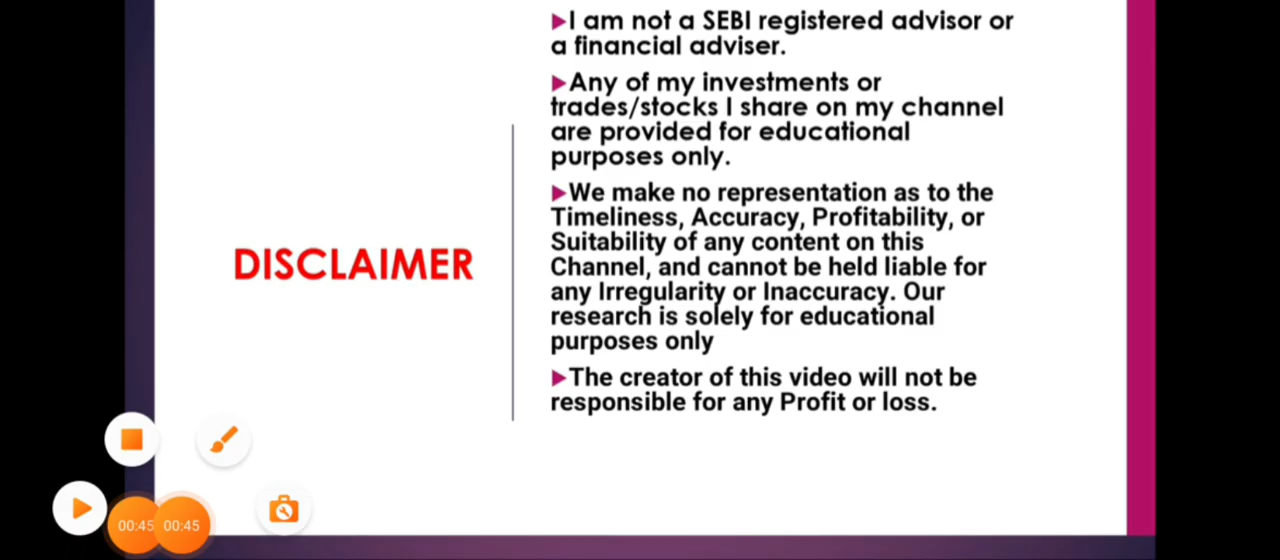 ►I am not a SEBI registered advisor or
a financial adviser.
►Any of my investments or
trades/stocks I share on my channel
are provided for educational
purposes only.
►We make no representation as to the
Timeliness, Accuracy, Profitability, or
Suitability of any content on this
Channel, and cannot be held liable for
any Irregularity or Inaccuracy. Our
research is solely for educational
purposes only
►The creator of this video will not be
responsible for any Profit or loss.
DISCLAIMER
00:45 00:45